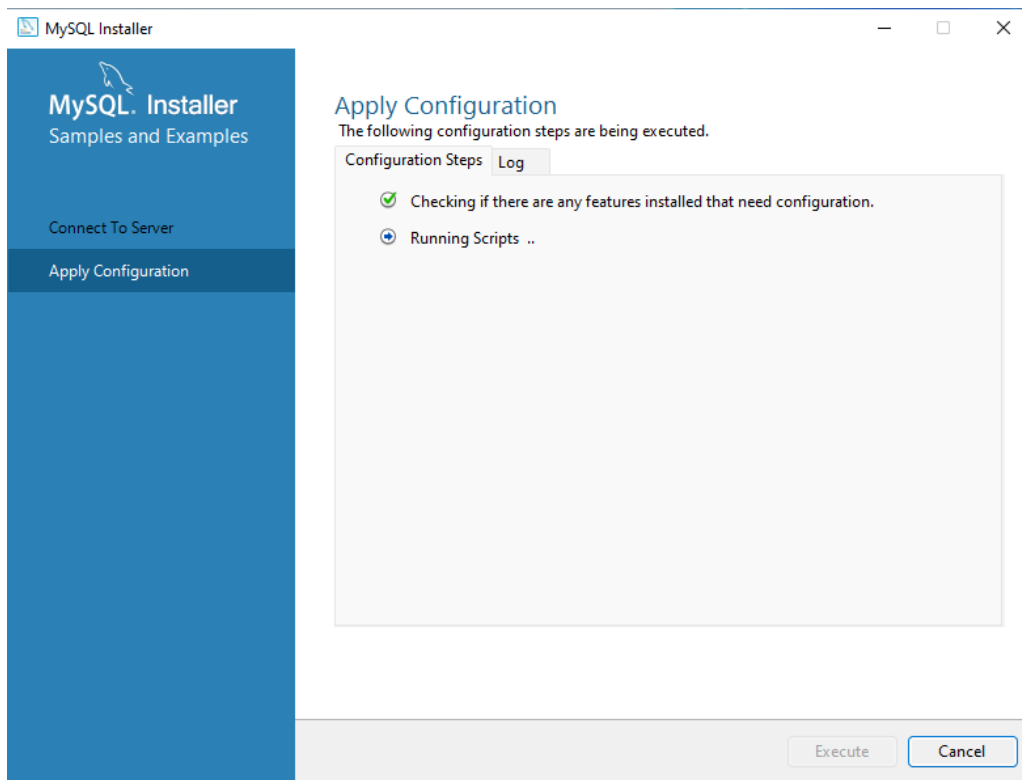 MySQL Installer
MySQL. Installer
Samples and Examples
Connect To Server
Apply Configuration
Apply Configuration
The following configuration steps are being executed.
Configuration Steps Log
Checking if there are any features installed that need configuration.
Running Scripts ..
Execute Cancel